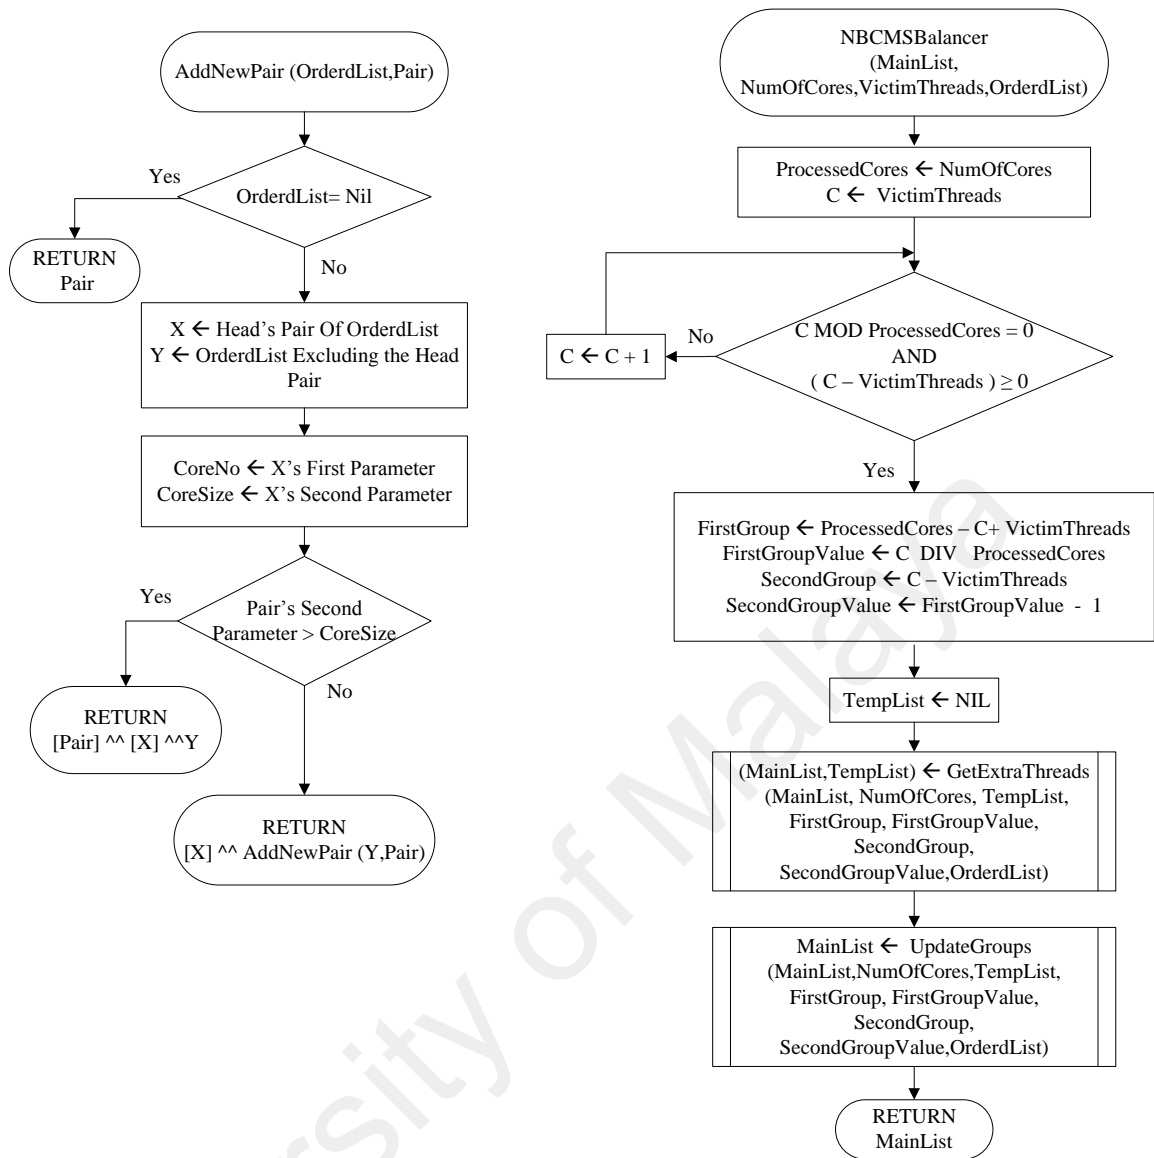 AddNewPair (OrderdList,Pair)
OrderdList= Nil
Yes
RETURN
Pair
No
X ← Head's Pair Of OrderdList
Y ← OrderdList Excluding the Head
Pair
CoreNo ← X's First Parameter
CoreSize ← X's Second Parameter
Pair's Second
Parameter > CoreSize
Yes
RETURN
[Pair] ^^ [X] ^^Y
No
RETURN
[X] ^^ AddNewPair (Y,Pair)
NBCMSBalancer
(MainList,
NumOfCores,VictimThreads,OrderdList)
ProcessedCores ← NumOfCores
C ← VictimThreads
C MOD ProcessedCores = 0
AND
( C – VictimThreads ) ≥ 0
No
C ← C + 1
Yes
FirstGroup ← ProcessedCores – C+ VictimThreads
FirstGroupValue ← C DIV ProcessedCores
SecondGroup ← C – VictimThreads
SecondGroupValue ← FirstGroupValue - 1
TempList ← NIL
(MainList,TempList) ← GetExtraThreads
(MainList, NumOfCores, TempList,
FirstGroup, FirstGroupValue,
SecondGroup,
SecondGroupValue,OrderdList)
MainList ← UpdateGroups
(MainList,NumOfCores,TempList,
FirstGroup, FirstGroupValue,
SecondGroup,
SecondGroupValue,OrderdList)
RETURN
MainList
ersity of Malaya